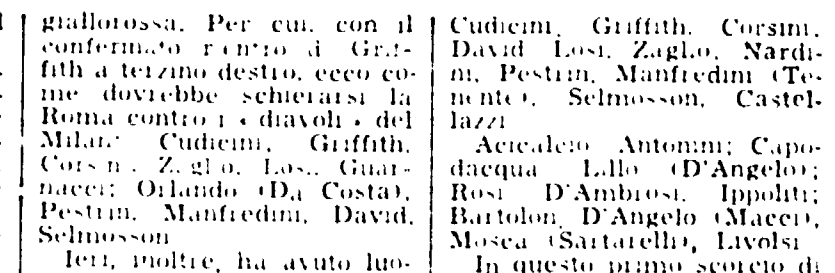 giallorossa. Per cui, con il
confermato rientro di Grif-
fith a terzino destro, ecco co-
me dovrebbe schierarsi la
Roma contro i « diavoli » del
Milan: Cudicini, Griffith,
Corsini, Zaglio, Losi, Guar-
nacci; Orlando (Da Costa),
Pestrin, Manfredini, David,
Selmosson
Ieri, inoltre, ha avuto luo-
Cudicini, Griffith, Corsini,
David Losi, Zaglio, Nardi-
ni, Pestrin, Manfredini (Te-
nente), Selmosson, Castel-
lazzi
Acicalcio Antonini; Capo-
dacqua Lillo (D'Angelo);
Rosi D'Ambrosi, Ippoliti;
Bartolon, D'Angelo (Macci),
Mosca (Sartarelli), Livolsi
In questo primo scorcio di